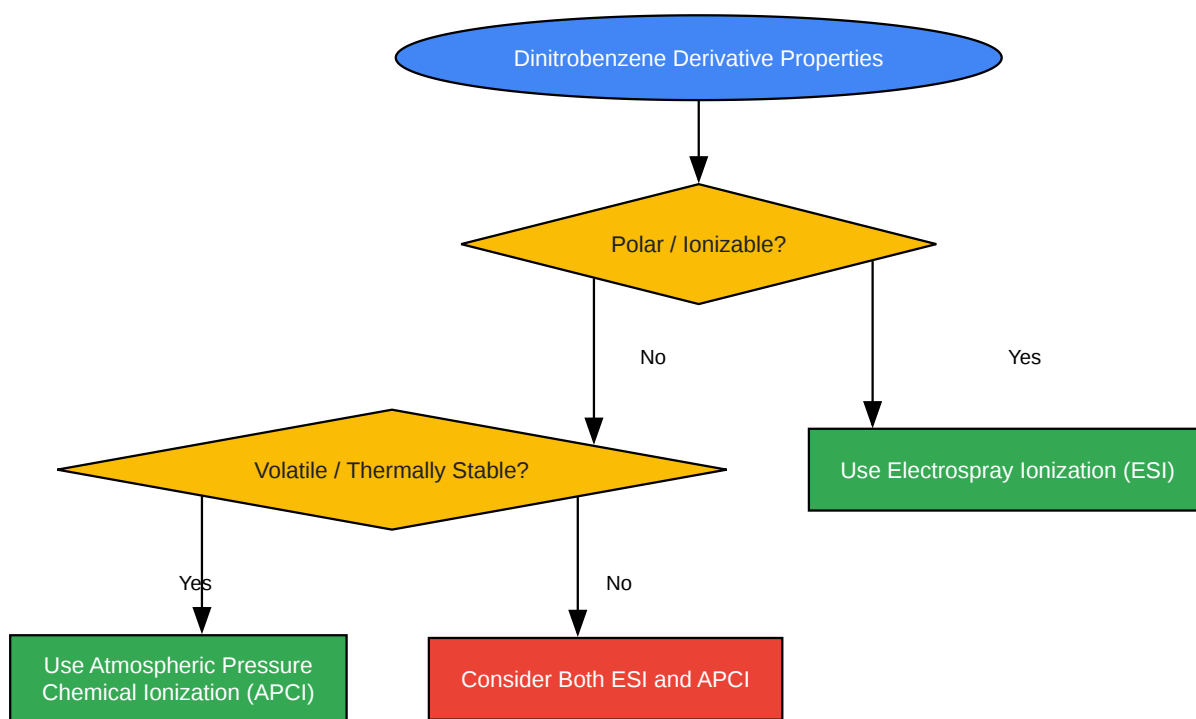 Dinitrobenzene Derivative Properties
Polar / Ionizable?
No
Yes
Volatile / Thermally Stable?
Use Electrospray Ionization (ESI)
Yes
No
Use Atmospheric Pressure
Chemical Ionization (APCI)
Consider Both ESI and APCI